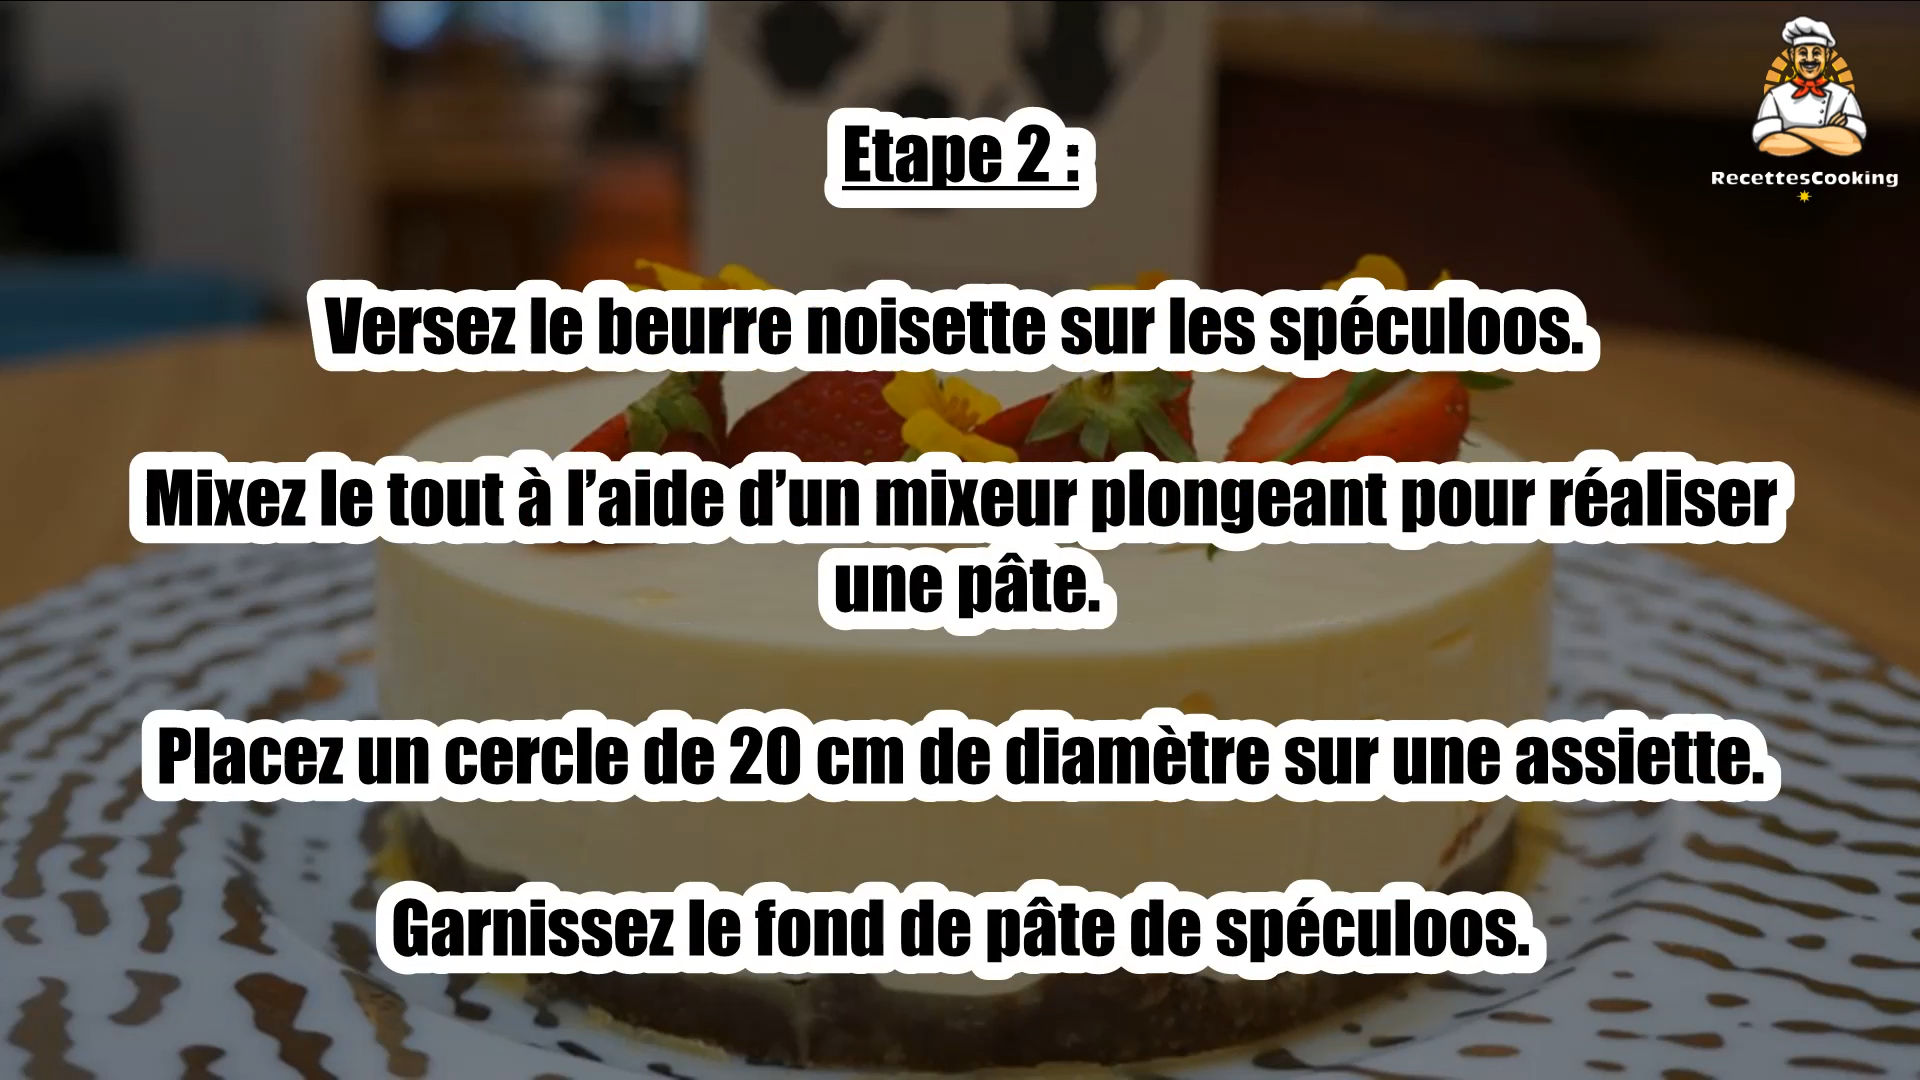 RecettesCooking
Etape 2 :
Versez le beurre noisette sur les spéculoos.
Mixez le tout à l’aide d’un mixeur plongeant pour réaliser
une pâte.
Placez un cercle de 20 cm de diamètre sur une assiette.
Garnissez le fond de pâte de spéculoos.